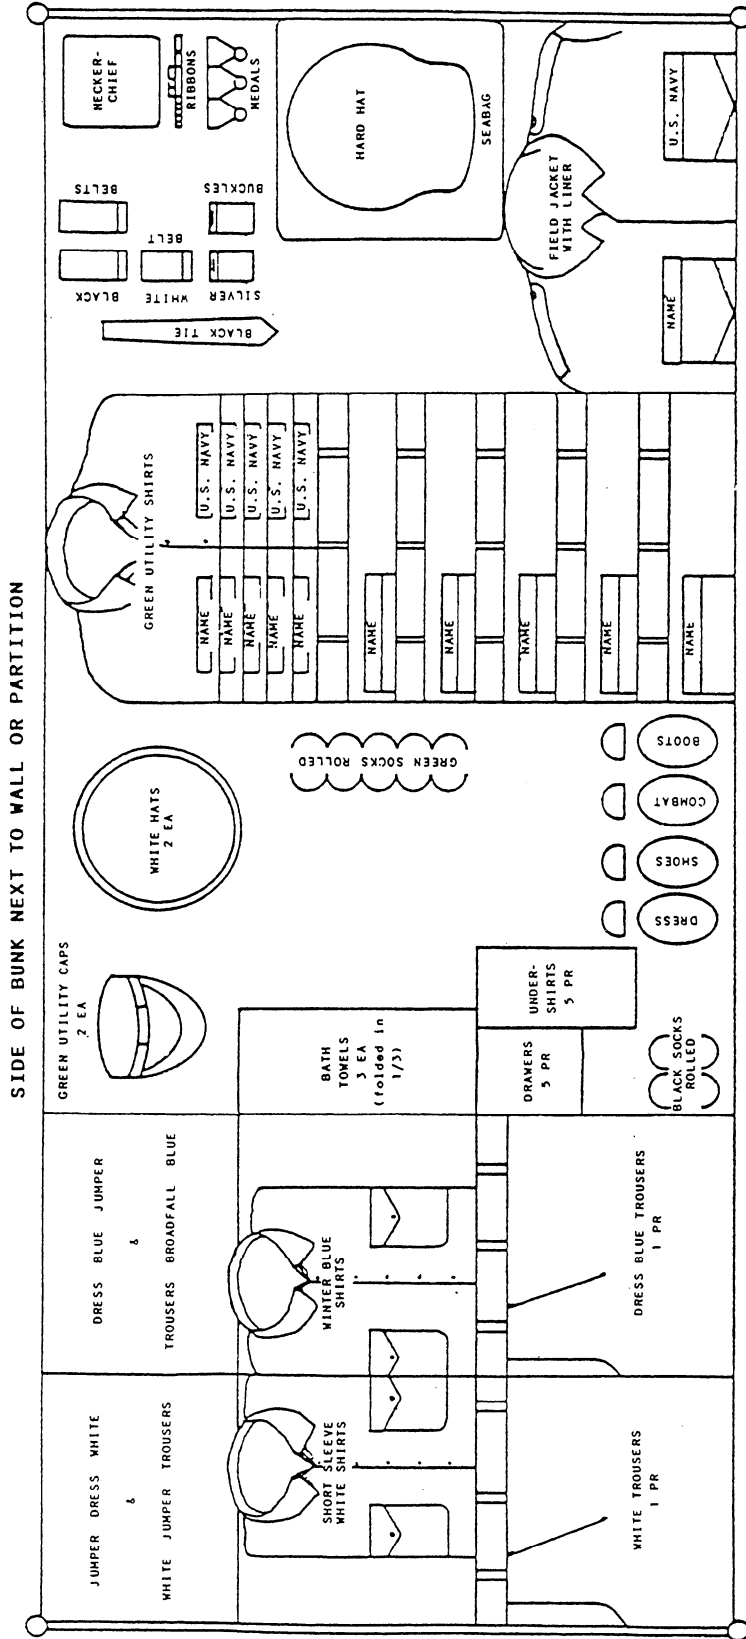 SIDE OF BUNK NEXT TO WALL OR PARTITION
JUMPER DRESS WHITE
&
WHITE JUMPER TROUSERS
DRESS BLUE JUMPER
&
TROUSERS BROADFALL BLUE
GREEN UTILITY CAPS
2 EA
WHITE HATS
2 EA
GREEN UTILITY SHIRTS
NAME
NAME
NAME
NAME
NAME
U.S. NAVY
U.S. NAVY
U.S. NAVY
U.S. NAVY
U.S. NAVY
NAME
NAME
NAME
NAME
NAME
BLACK TIE
BLACK
BELTS
WHITE
BELT
SILVER
BUCKLES
NECKER-
CHIEF
RIBBONS
MEDALS
HARD HAT
SEABAG
FIELD JACKET
WITH LINER
NAME
U.S. NAVY
SHORT SLEEVE
WHITE SHIRTS
WINTER BLUE
SHIRTS
BATH
TOWELS
3 EA
(folded in
1/3)
GREEN SOCKS ROLLED
WHITE TROUSERS
1 PR
DRESS BLUE TROUSERS
1 PR
DRAWERS
5 PR
UNDER-
SHIRTS
5 PR
BLACK SOCKS
ROLLED
DRESS
SHOES
COMBAT
BOOTS